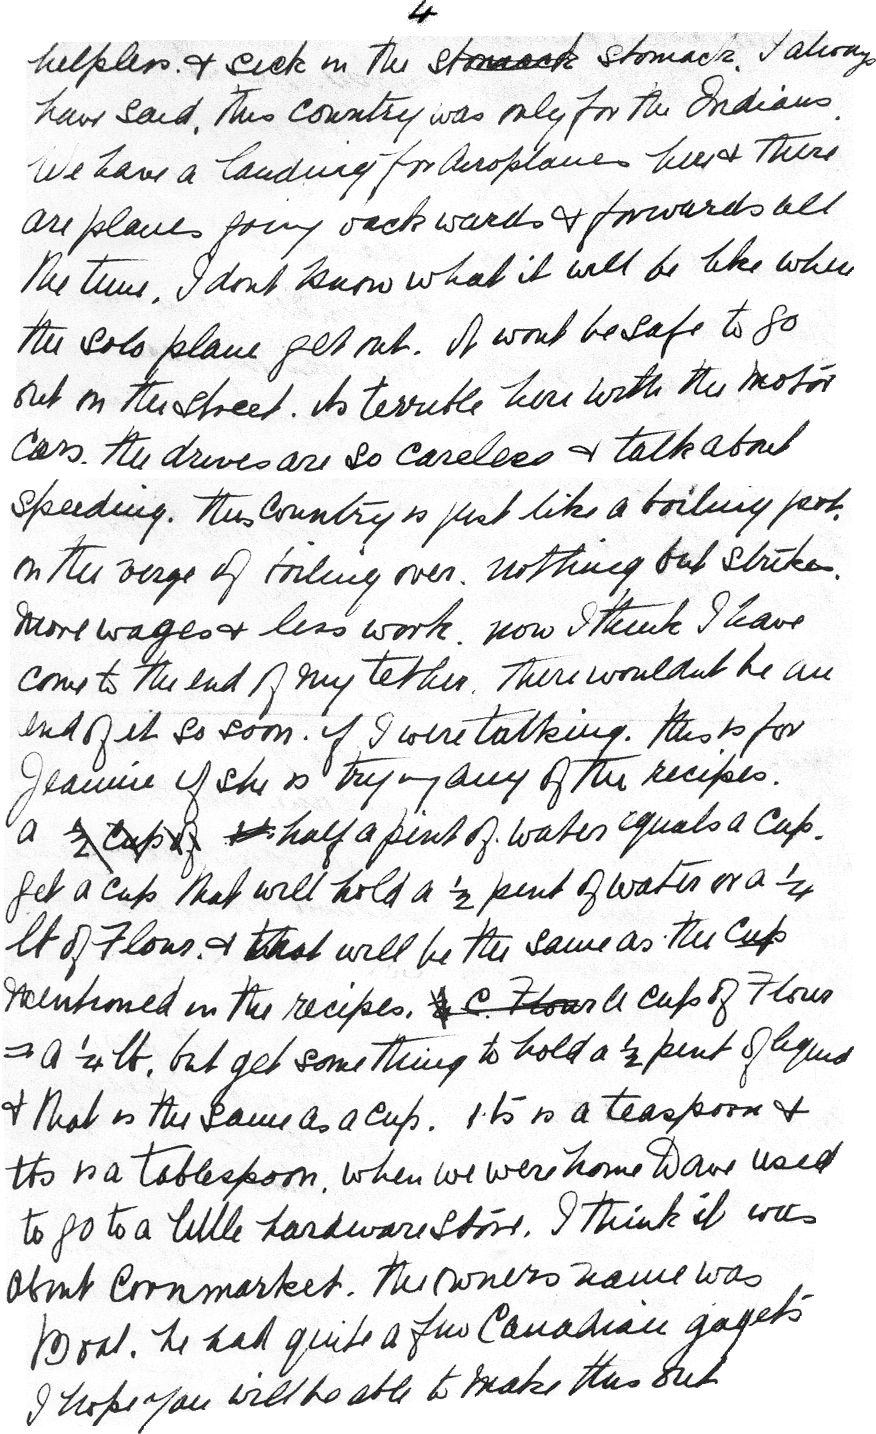 4
helpless. & sick in the stomack stomack. I always
have said, this country was only for the Indians.
We have a landing for Aeroplanes here & there
are planes going backwards & forwards all
the time. I dont know what it will be like when
the solo plane get out. it wont be safe to go
out on the street. its terrible here with the motor
cars. the drives are so careless & talk about
speeding. this country is just like a boiling pot.
on the verge of boiling over. nothing but strikes.
more wages & less work. now I think I have
come to the end of my tether. there wouldnt be an
end of it so soon. if I were talking. this is for
Jeannie if she is trying any of the recipes.
a ½ cup of half a pint of water equals a cup.
get a cup that will hold a ½ pint of water or a ¼
lb of Flour. & that will be the same as the cup
mentioned in the recipes. ¼ C. Flour A cup of Flour
= a ¼ lb. but get something to hold a ½ pint of liquid
& that is the same as a cup. 1 ts is a teaspoon &
tbs is a tablespoon. when we were home Dave used
to go to a little hardware store. I think it was
about Cornmarket. the owners name was
he had quite a few Canadian gagets
I hope you will be able to make this out